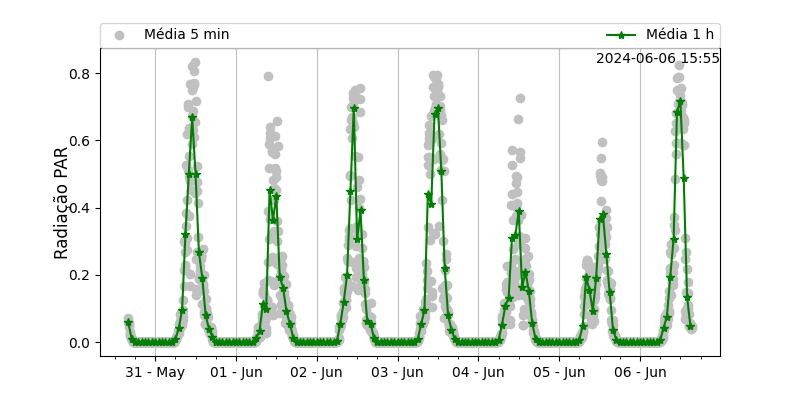 Média 5 min
Média 1 h
2024-06-06 15:55
Radiação PAR
0.8
0.6
0.4
0.2
0.0
31 - May 01 - Jun 02 - Jun 03 - Jun 04 - Jun 05 - Jun 06 - Jun